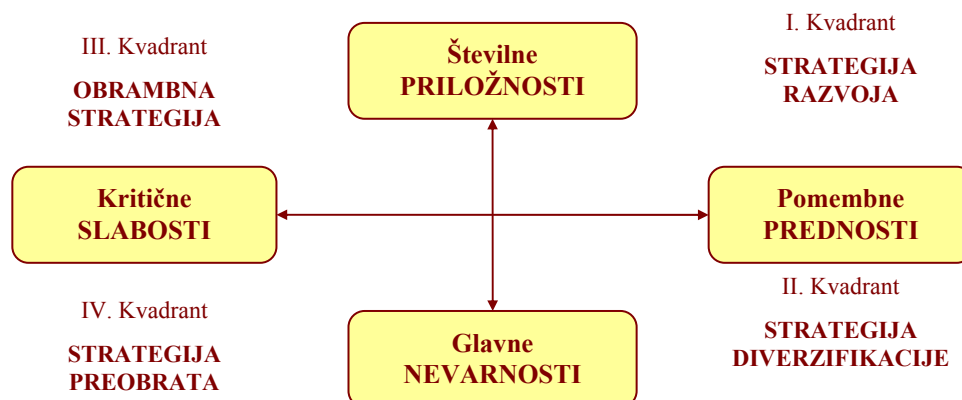 III. Kvadrant
OBRAMBNA
STRATEGIJA
Številne
PRILOŽNOSTI
I. Kvadrant
STRATEGIJA
RAZVOJA
Kritične
SLABOSTI
Pomembne
PREDNOSTI
IV. Kvadrant
STRATEGIJA
PREOBRATA
Glavne
NEVARNOSTI
II. Kvadrant
STRATEGIJA
DIVERZIFIKACIJE